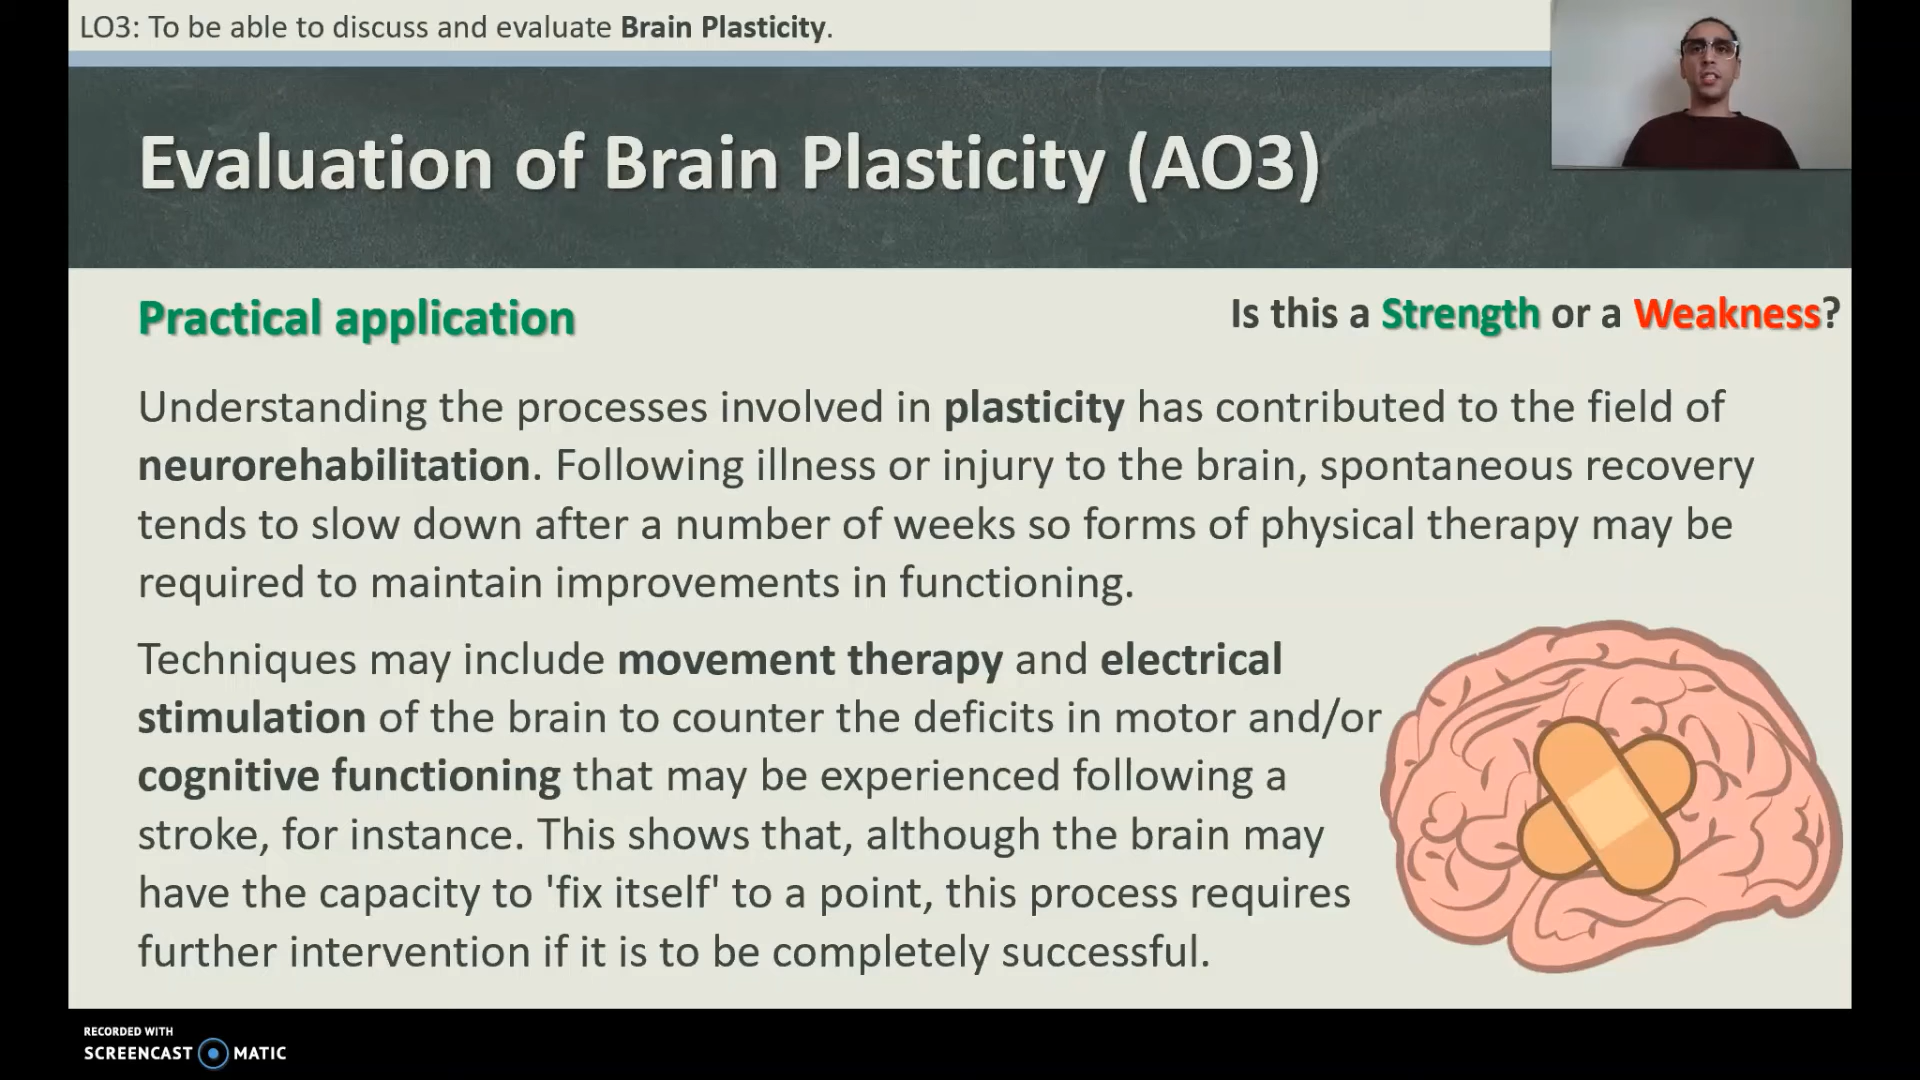 LO3: To be able to discuss and evaluate Brain Plasticity.
Evaluation of Brain Plasticity (AO3)
Practical application
Is this a Strength or a Weakness?
Understanding the processes involved in plasticity has contributed to the field of
neurorehabilitation. Following illness or injury to the brain, spontaneous recovery
tends to slow down after a number of weeks so forms of physical therapy may be
required to maintain improvements in functioning.
Techniques may include movement therapy and electrical
stimulation of the brain to counter the deficits in motor and/or
cognitive functioning that may be experienced following a
stroke, for instance. This shows that, although the brain may
have the capacity to 'fix itself' to a point, this process requires
further intervention if it is to be completely successful.
RECORDED WITH
SCREENCAST MATIC